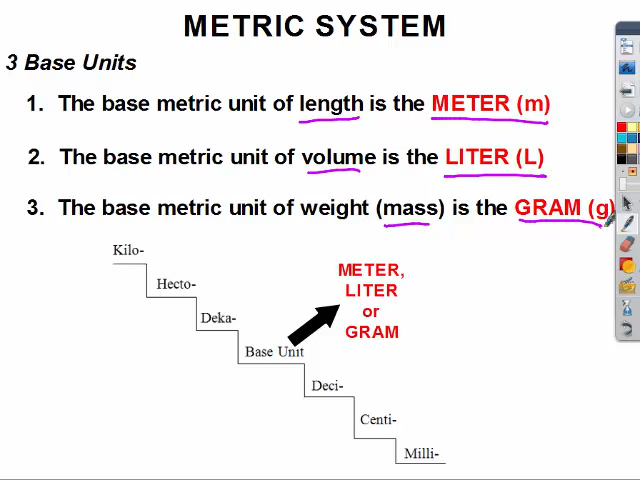 METRIC SYSTEM
3 Base Units
1. The base metric unit of length is the METER (m)
2. The base metric unit of volume is the LITER (L)
3. The base metric unit of weight (mass) is the GRAM (g)
Kilo-
Hecto-
Deka-
Base Unit
Deci-
Centi-
Milli-
METER,
LITER
or
GRAM